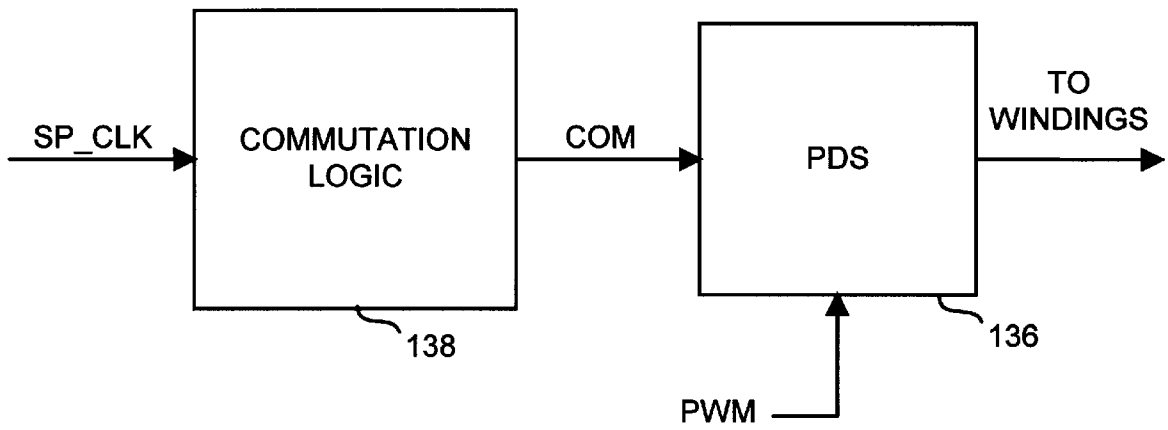 SP_CLK
COMMUTATION
LOGIC
COM
PDS
TO
WINDINGS
138
136
PWM